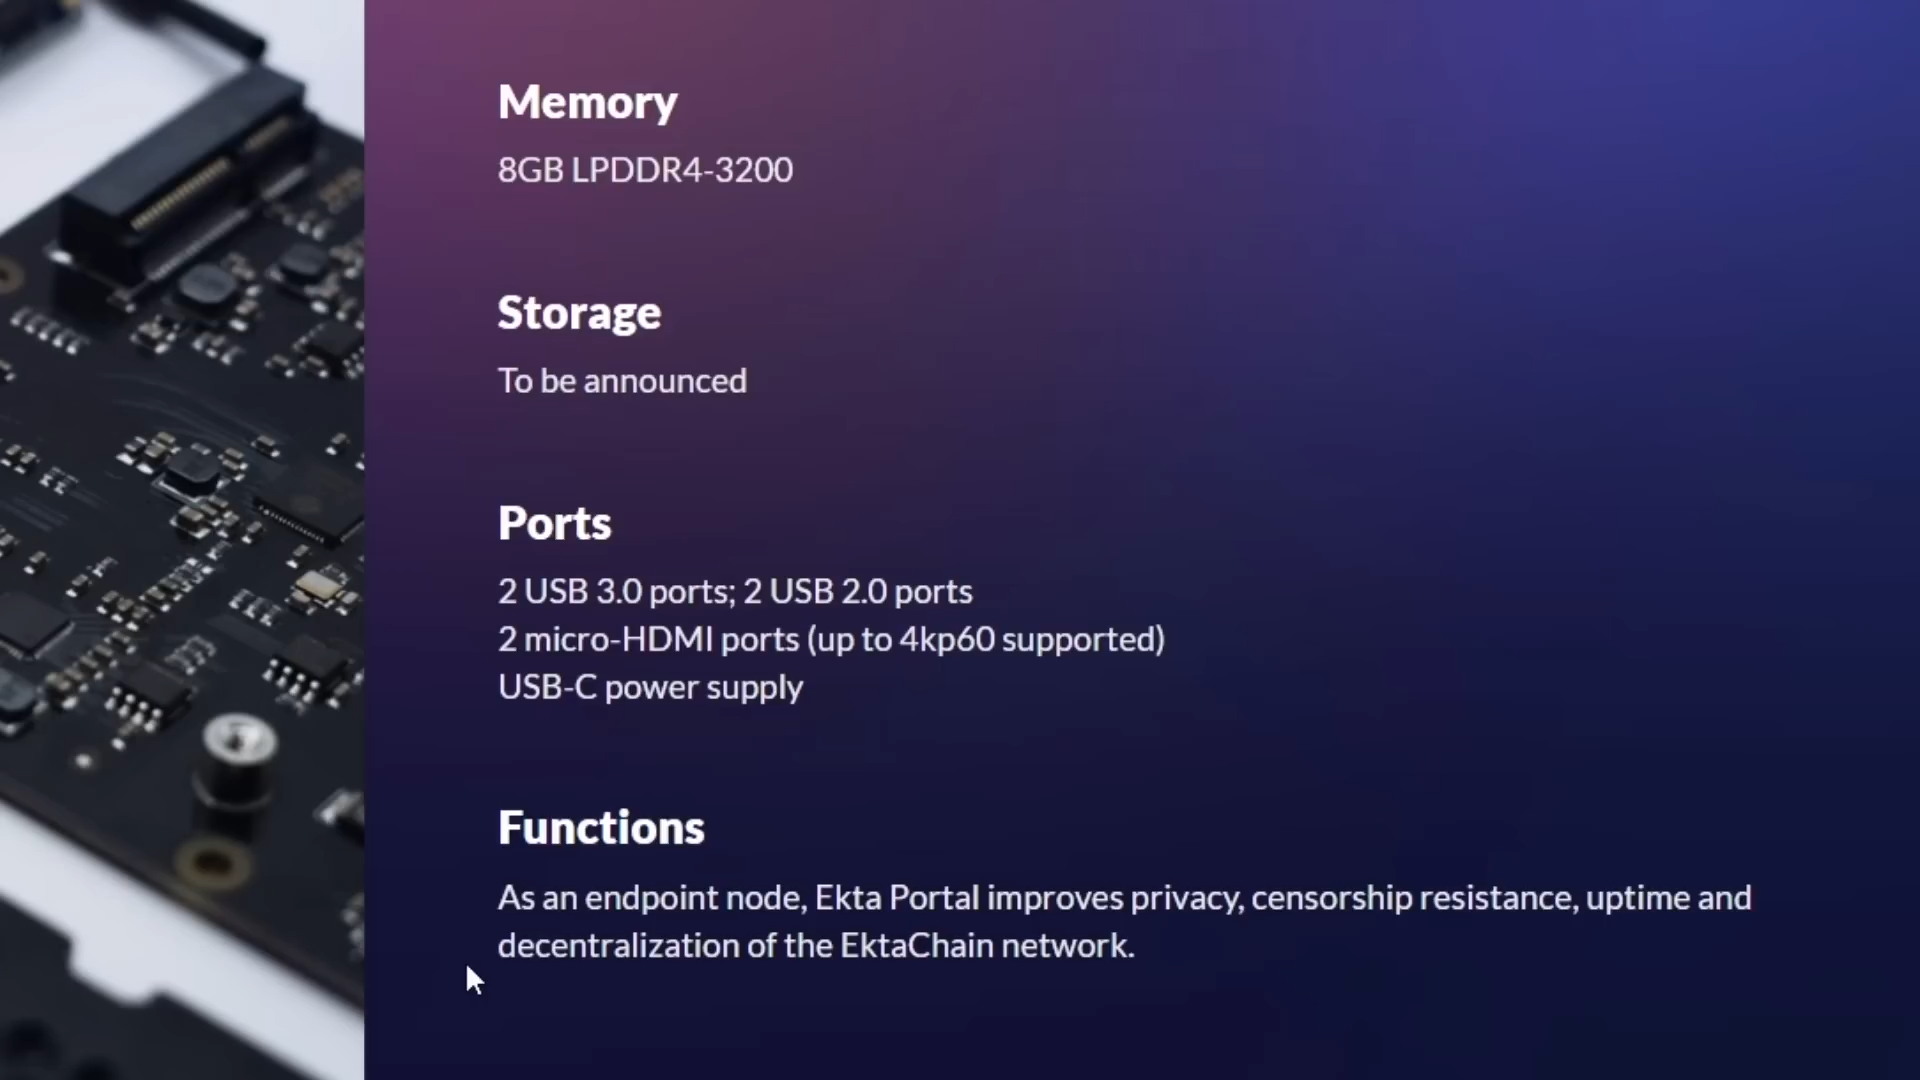 Memory
8GB LPDDR4-3200
Storage
To be announced
Ports
2 USB 3.0 ports; 2 USB 2.0 ports
2 micro-HDMI ports (up to 4kp60 supported)
USB-C power supply
Functions
As an endpoint node, Ekta Portal improves privacy, censorship resistance, uptime and
decentralization of the EktaChain network.